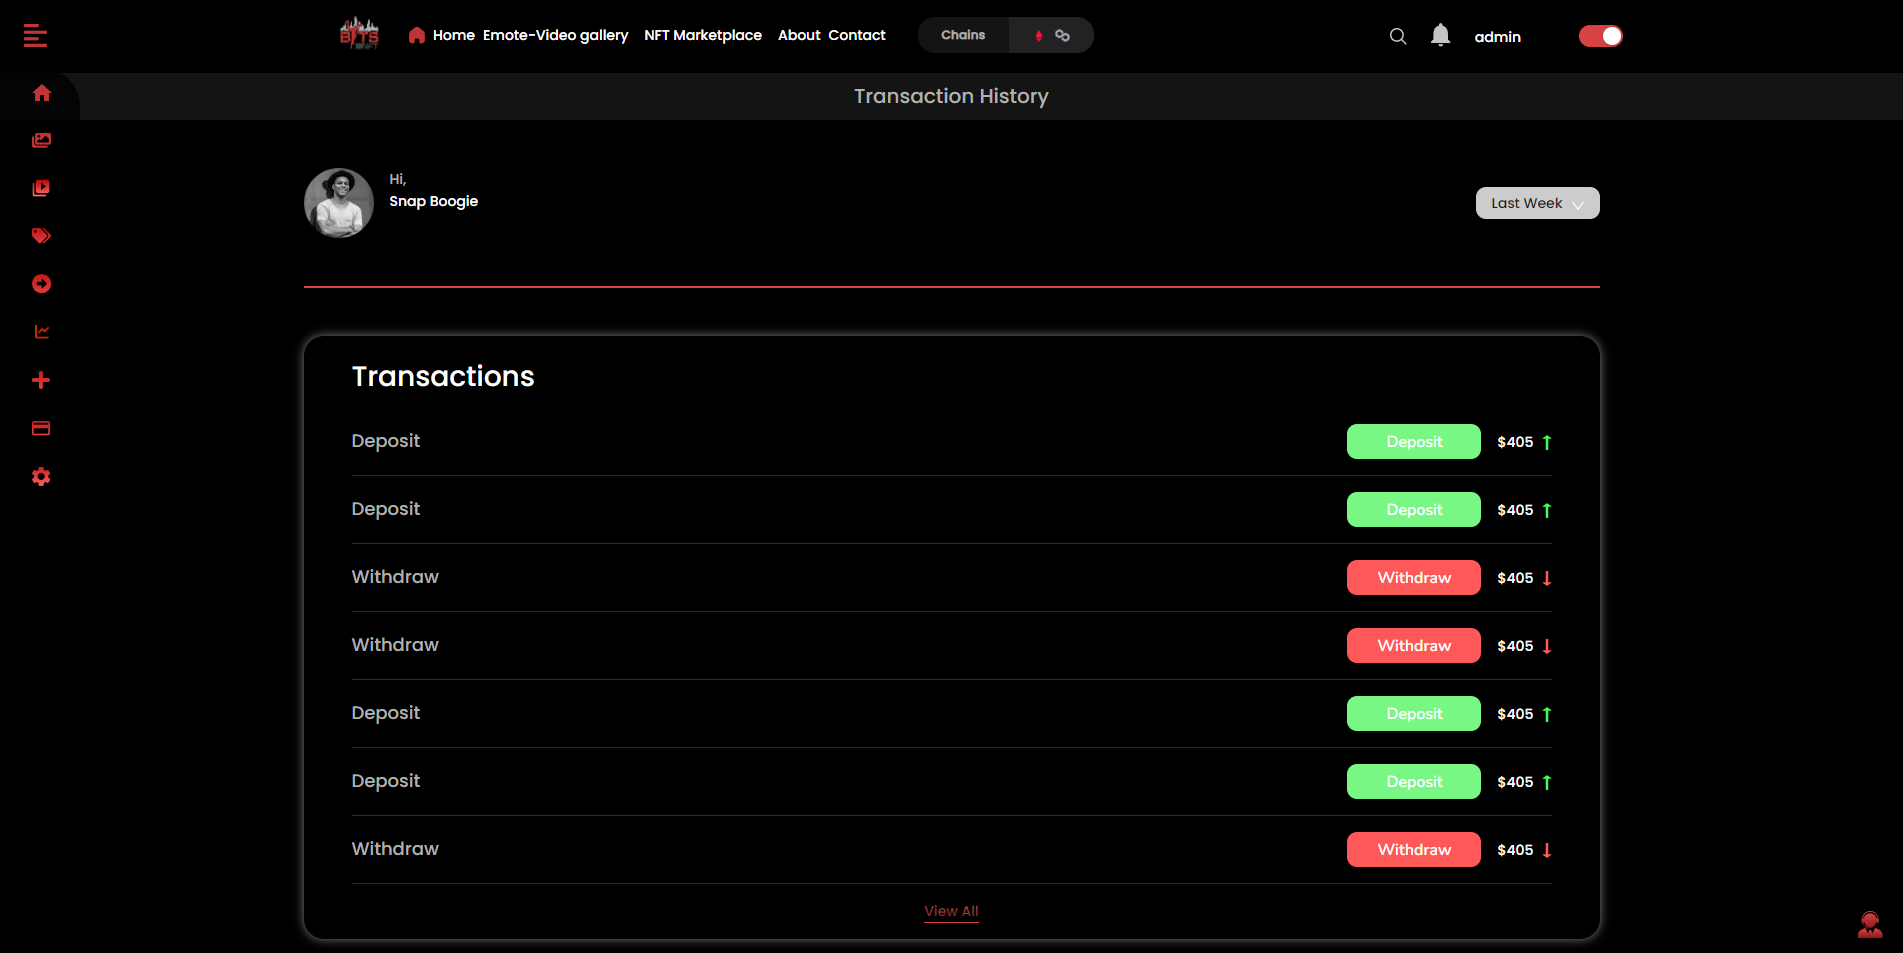 BYTS
NFT
Home Emote-Video gallery NFT Marketplace About Contact
Chains
admin
Transaction History
Hi,
Snap Boogie
Last Week
Transactions
Deposit Deposit $405
Deposit Deposit $405
Withdraw Withdraw $405
Withdraw Withdraw $405
Deposit Deposit $405
Deposit Deposit $405
Withdraw Withdraw $405
View All